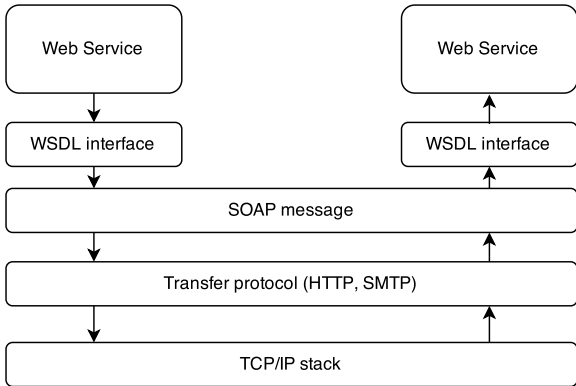 Web Service
Web Service
WSDL interface
WSDL interface
SOAP message
Transfer protocol (HTTP, SMTP)
TCP/IP stack